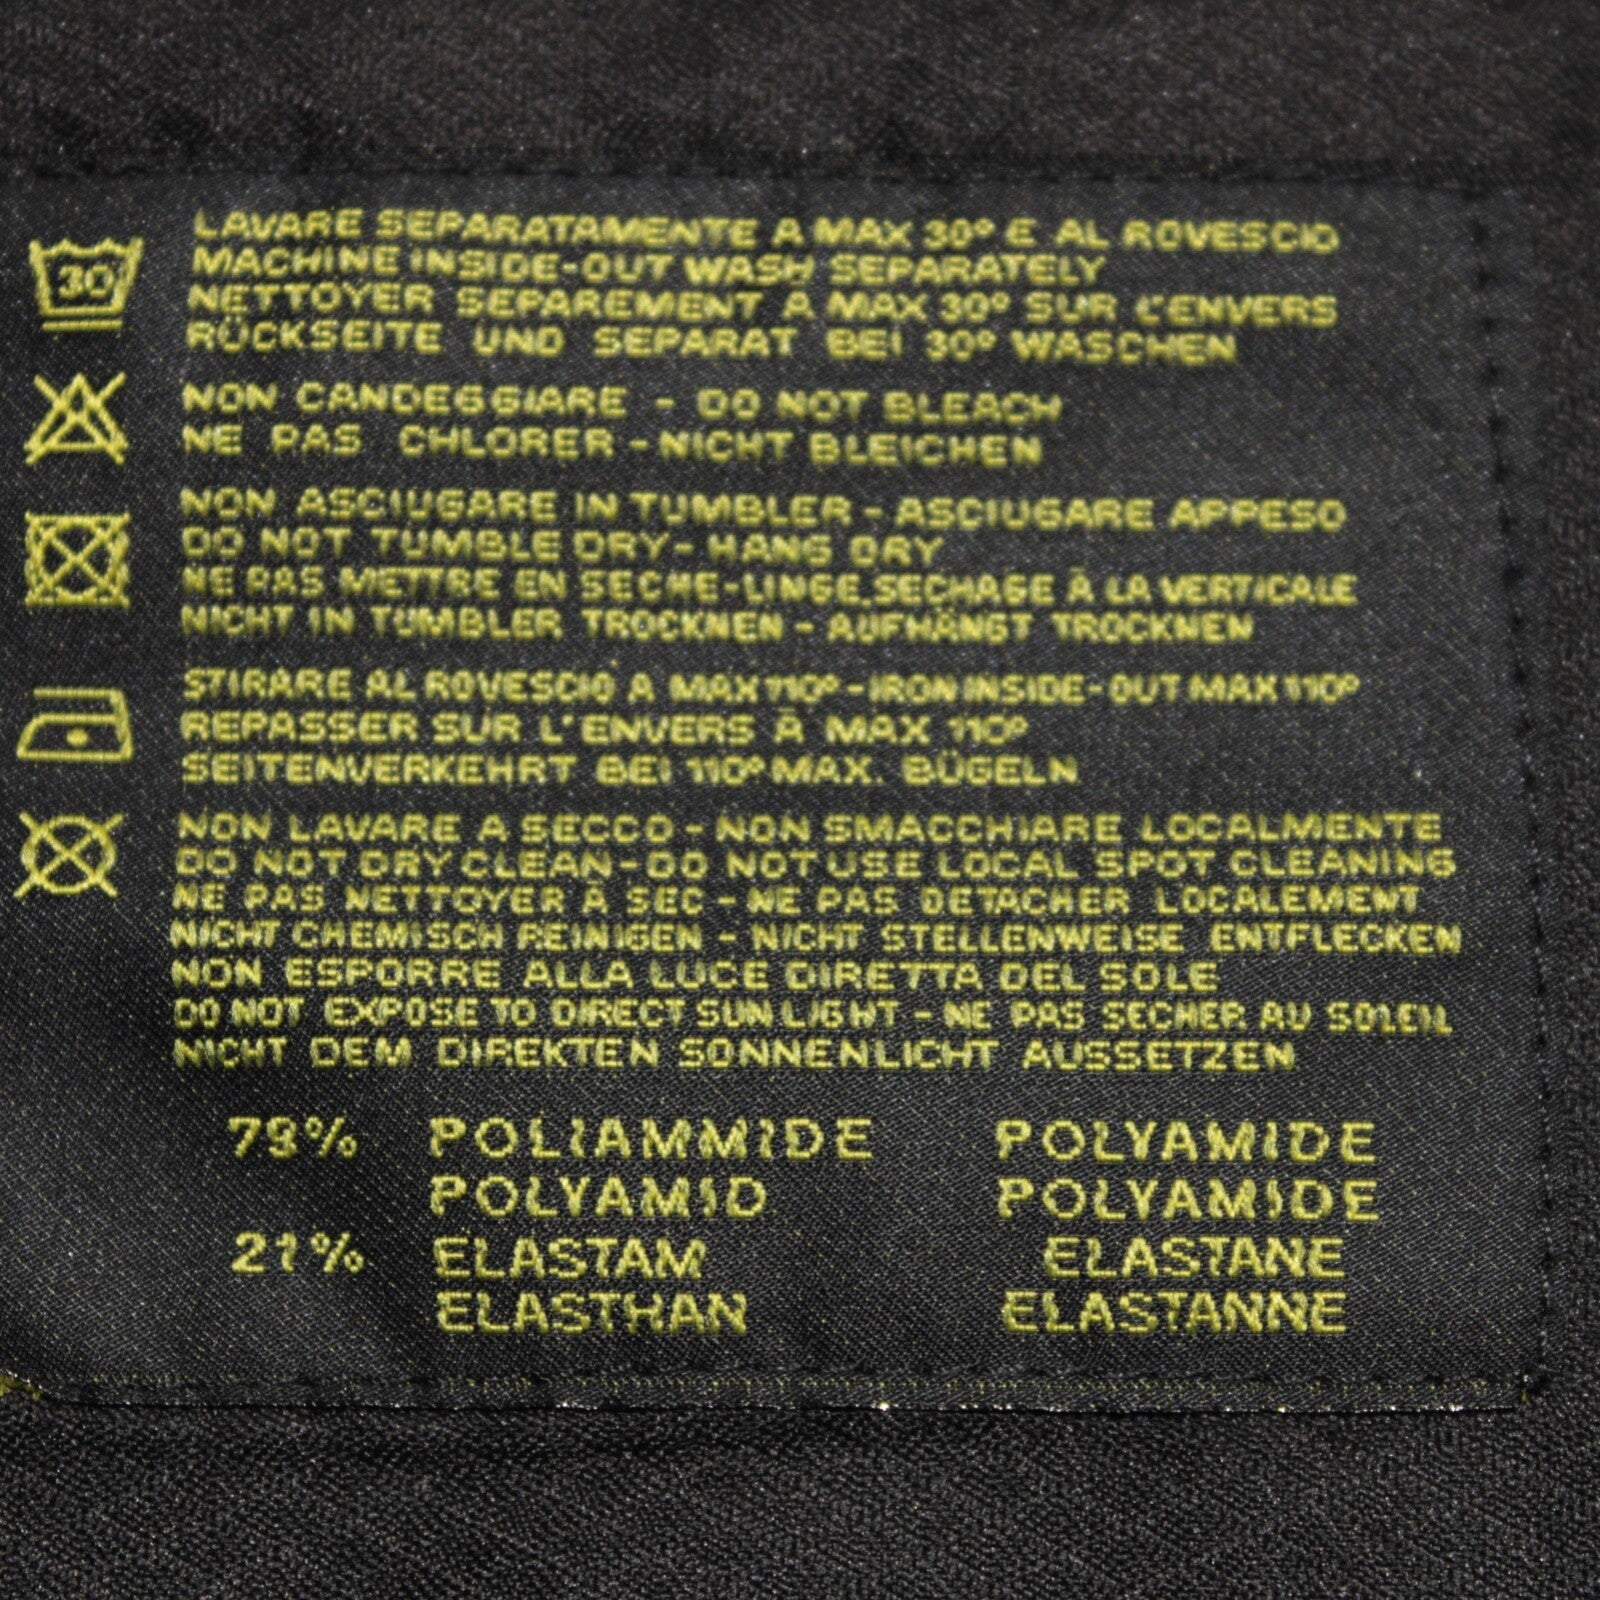 LAVARE SEPARATAMENTE A MAX 30° E AL ROVESCIO
30
MACHINE INSIDE-OUT WASH SEPARATELY
NETTOYER SEPAREMENT A MAX 30° SUR L'ENVERS
RÜCKSEITE UND SEPARAT BEI 30° WASCHEN
NON CANDEGGIARE - DO NOT BLEACH
NE PAS CHLORER - NICHT BLEICHEN
NON ASCIUGARE IN TUMBLER - ASCIUGARE APPESO
DO NOT TUMBLE DRY - HANG DRY
NE PAS METTRE EN SECHE-LINGE.SECHAGE À LA VERTICALE
NICHT IN TUMBLER TROCKNEN - AUFHÄNGT TROCKNEN
STIRARE AL ROVESCIO A MAX 110° - IRON INSIDE-OUT MAX 110°
REPASSER SUR L'ENVERS À MAX 110°
SEITENVERKEHRT BEI 110° MAX. BÜGELN
NON LAVARE A SECCO - NON SMACCHIARE LOCALMENTE
DO NOT DRY CLEAN - DO NOT USE LOCAL SPOT CLEANING
NE PAS NETTOYER À SEC - NE PAS DETACHER LOCALEMENT
NICHT CHEMISCH REINIGEN - NICHT STELLENWEISE ENTFLECKEN
NON ESPORRE ALLA LUCE DIRETTA DEL SOLE
DO NOT EXPOSE TO DIRECT SUN LIGHT - NE PAS SECHER AU SOLEIL
NICHT DEM DIREKTEN SONNENLICHT AUSSETZEN
79% POLIAMMIDE POLYAMIDE
POLYAMID POLYAMIDE
21% ELASTAM ELASTANE
ELASTHAN ELASTANNE